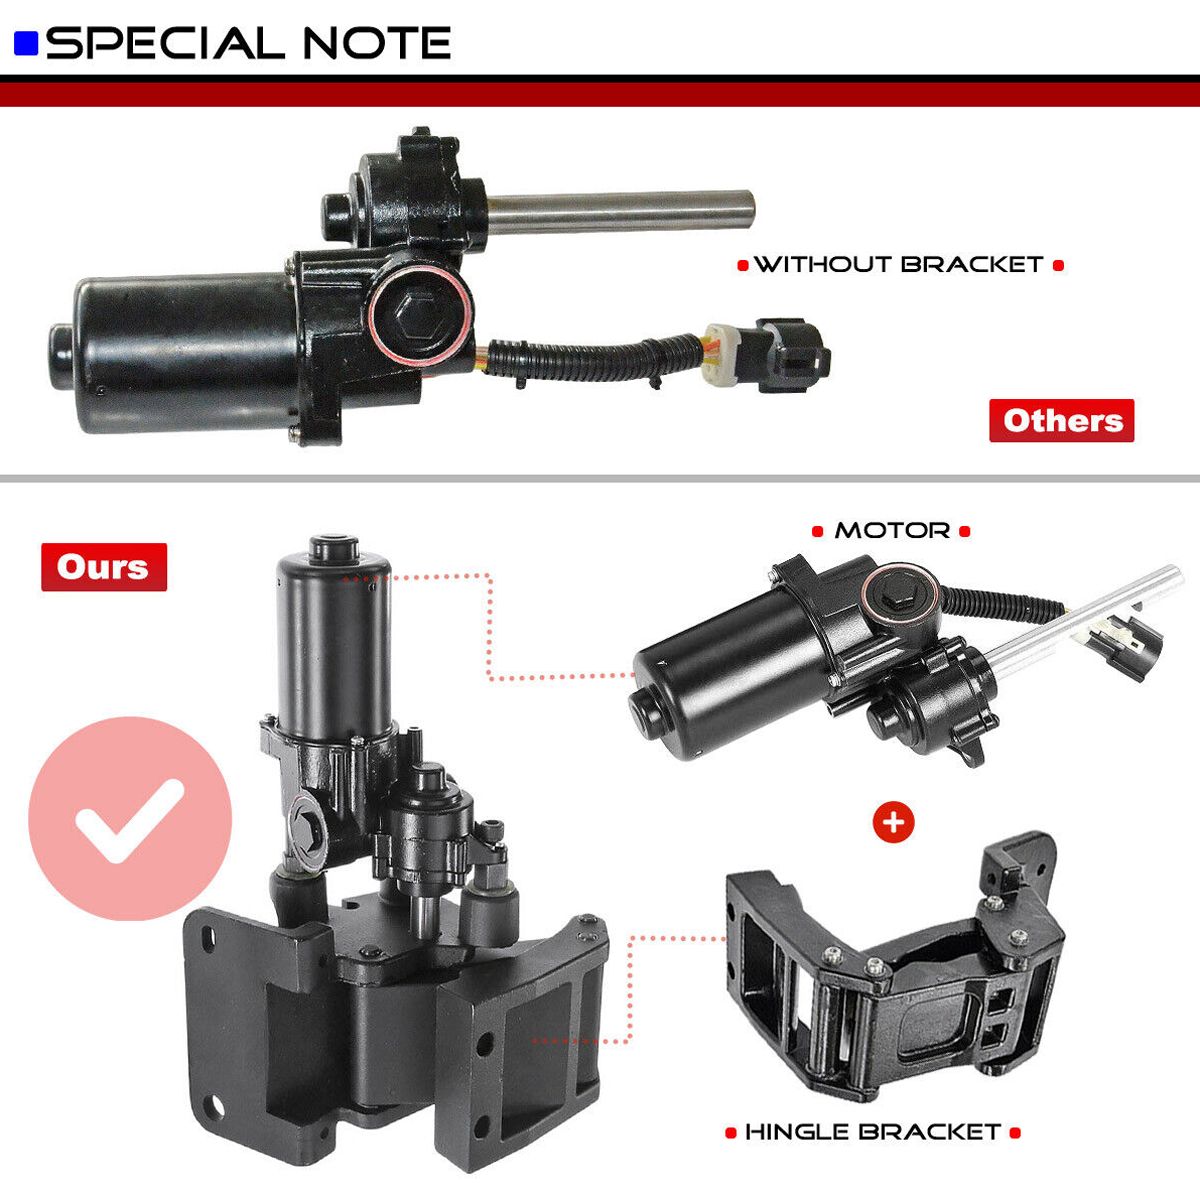 SPECIAL NOTE
WITHOUT BRACKET
Others
Ours
MOTOR
HINGLE BRACKET